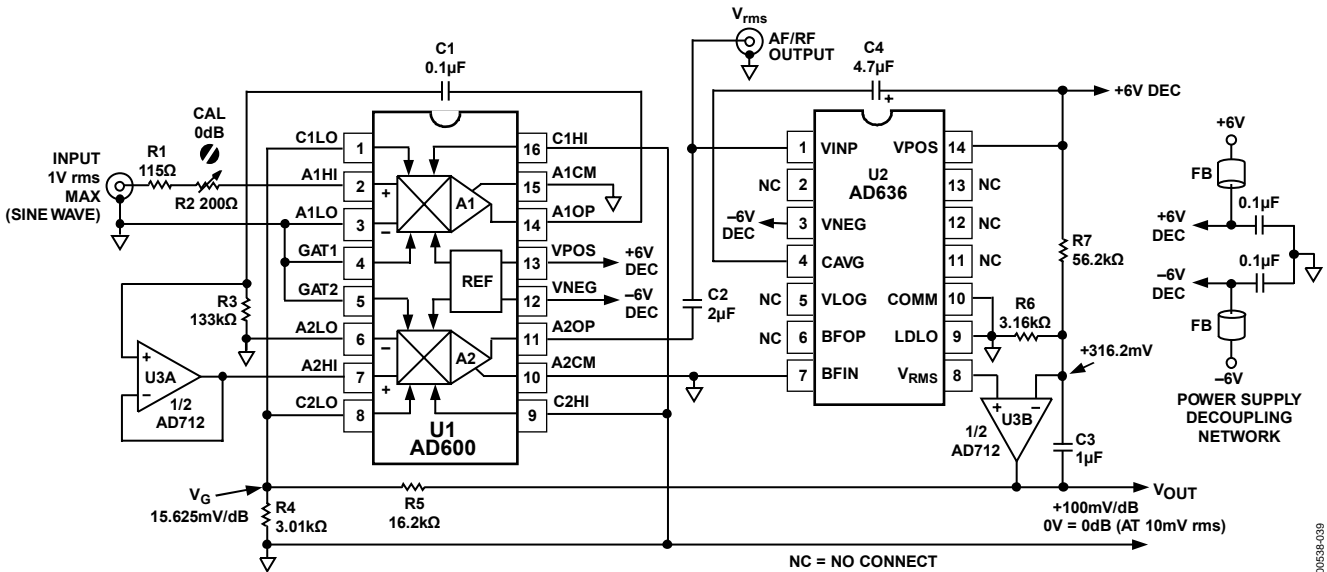 C1
0.1µF
CAL
0dB
INPUT
1V rms
MAX
(SINE WAVE)
R1
115Ω
R2 200Ω
R3
133kΩ
+
U3A
–
1/2
AD712
C1LO
A1HI
A1LO
GAT1
GAT2
A2LO
A2HI
C2LO
1
2
3
4
5
6
7
8
+
–
A1
REF
–
+
A2
U1
AD600
16
15
14
13
12
11
10
9
C1HI
A1CM
A1OP
VPOS
VNEG
A2OP
A2CM
C2HI
+6V
DEC
–6V
DEC
VG
15.625mV/dB
R4
3.01kΩ
R5
16.2kΩ
Vrms
AF/RF
OUTPUT
C2
2µF
C4
4.7µF
+
+6V DEC
NC
–6V
DEC
NC
NC
1
2
3
4
5
6
7
VINP
VNEG
CAVG
VLOG
BFOP
BFIN
U2
AD636
VPOS
COMM
LDLO
VRMS
14
13
12
11
10
9
8
NC
NC
NC
R7
56.2kΩ
R6
3.16kΩ
+316.2mV
+ –
U3B
1/2
AD712
C3
1µF
VOUT
+100mV/dB
0V = 0dB (AT 10mV rms)
NC = NO CONNECT
+6V
FB
0.1µF
+6V
DEC
–6V
DEC
0.1µF
FB
–6V
POWER SUPPLY
DECOUPLING
NETWORK
00538-039